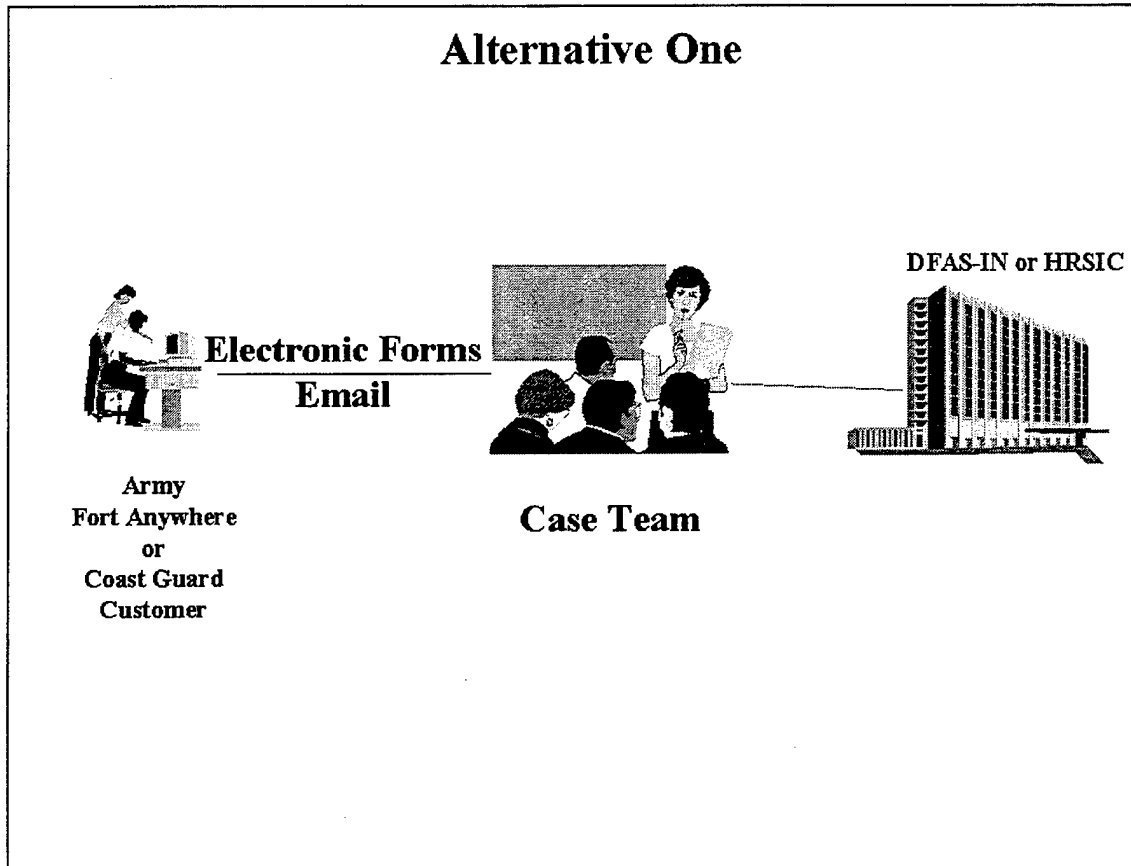 Alternative One
DFAS-IN or HRSIC
Electronic Forms
Email
Army
Fort Anywhere
or
Coast Guard
Customer
Case Team